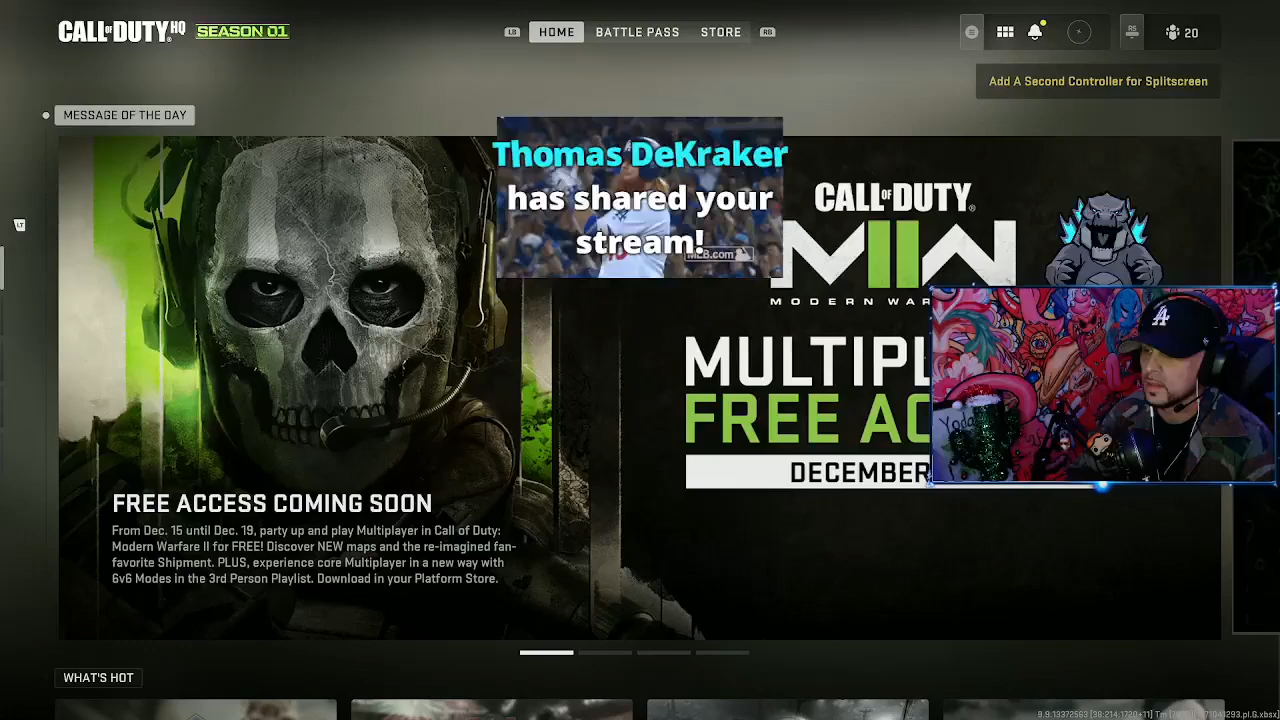 CALL OF DUTY HQ
SEASON 01
LB
HOME
BATTLE PASS
STORE
RB
RS
20
Add A Second Controller for Splitscreen
MESSAGE OF THE DAY
LT
Thomas DeKraker
has shared your
stream!
MLB.com
CALL OF DUTY
MIIW
MODERN WAR
MULTIPL
FREE AC
DECEMBER
FREE ACCESS COMING SOON
From Dec. 15 until Dec. 19, party up and play Multiplayer in Call of Duty:
Modern Warfare II for FREE! Discover NEW maps and the re-imagined fan-
favorite Shipment. PLUS, experience core Multiplayer in a new way with
6v6 Modes in the 3rd Person Playlist. Download in your Platform Store.
WHAT'S HOT